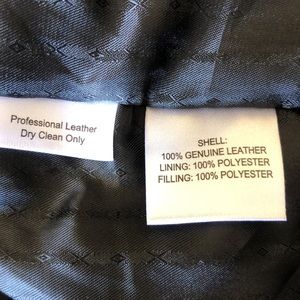 Professional Leather
Dry Clean Only
SHELL:
100% GENUINE LEATHER
LINING: 100% POLYESTER
FILLING: 100% POLYESTER